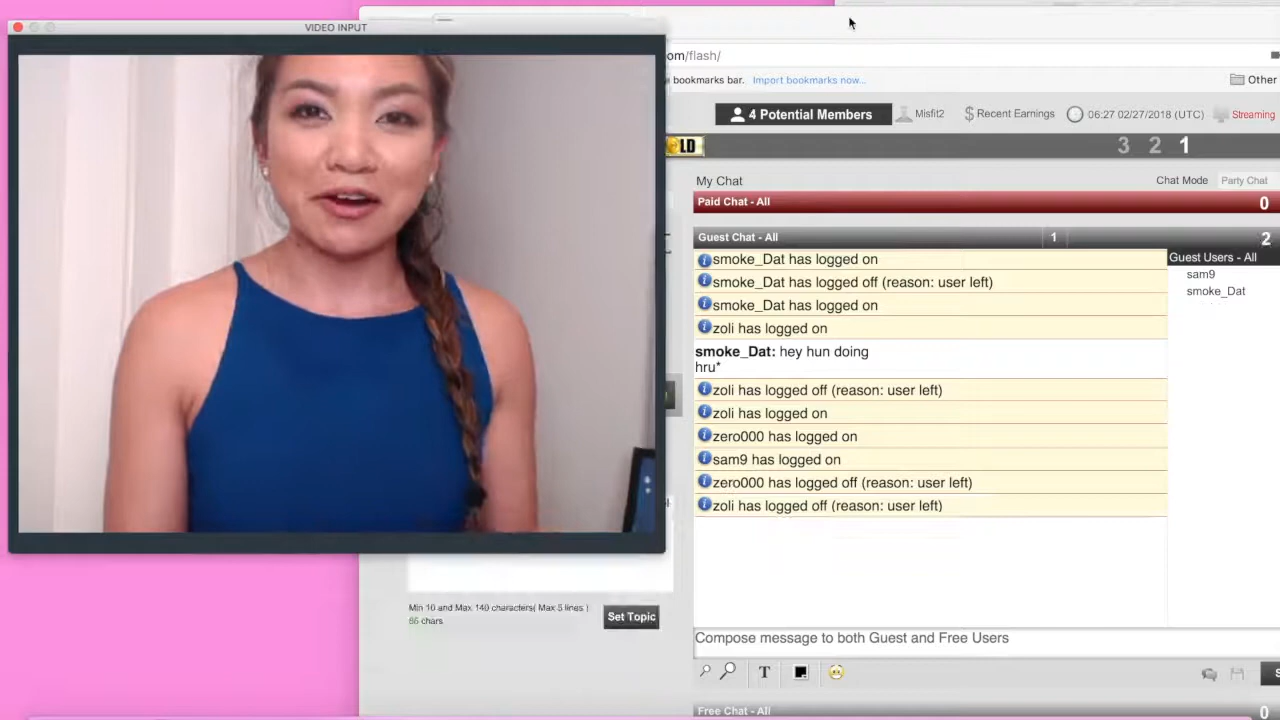 VIDEO INPUT
om/flash/
bookmarks bar. Import bookmarks now...
Other
4 Potential Members
Misfit2
$ Recent Earnings
06:27 02/27/2018 (UTC)
Streaming
LD
3 2 1
My Chat
Chat Mode
Party Chat
Paid Chat - All
0
Guest Chat - All
1
2
smoke_Dat has logged on
smoke_Dat has logged off (reason: user left)
smoke_Dat has logged on
zoli has logged on
smoke_Dat: hey hun doing
hru*
zoli has logged off (reason: user left)
zoli has logged on
zero000 has logged on
sam9 has logged on
zero000 has logged off (reason: user left)
zoli has logged off (reason: user left)
Guest Users - All
sam9
smoke_Dat
Min 10 and Max 140 characters( Max 5 lines )
65 chars
Set Topic
Compose message to both Guest and Free Users
T
S
Free Chat - All
0